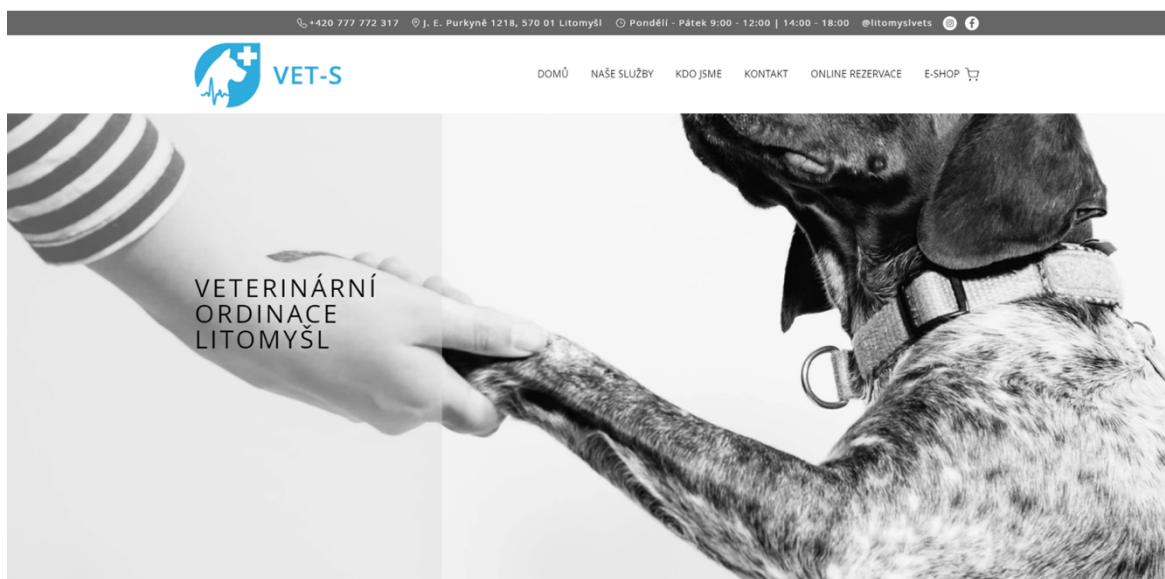 +420 777 772 317 J. E. Purkyně 1218, 570 01 Litomyšl Pondělí - Pátek 9:00 - 12:00 | 14:00 - 18:00 @litomyslvets
VET-S
DOMŮ NAŠE SLUŽBY KDO JSME KONTAKT ONLINE REZERVACE E-SHOP
VETERINÁRNÍ
ORDINACE
LITOMYŠL